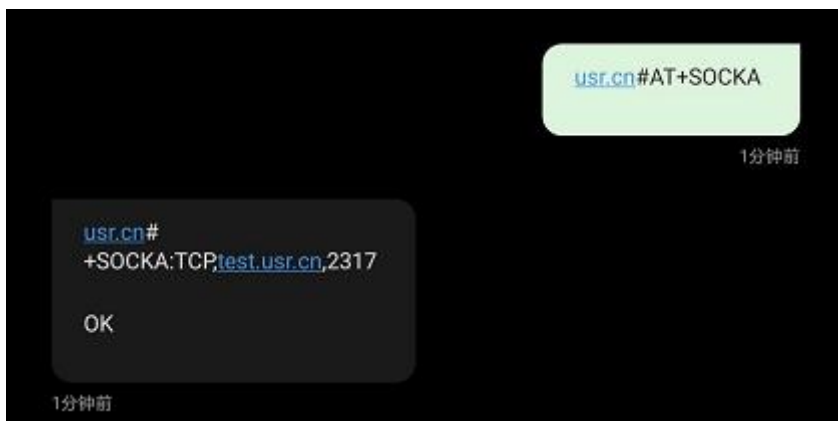 usr.cn#AT+SOCKA
1分钟前
usr.cn#
+SOCKA:TCP,test.usr.cn,2317
OK
1分钟前